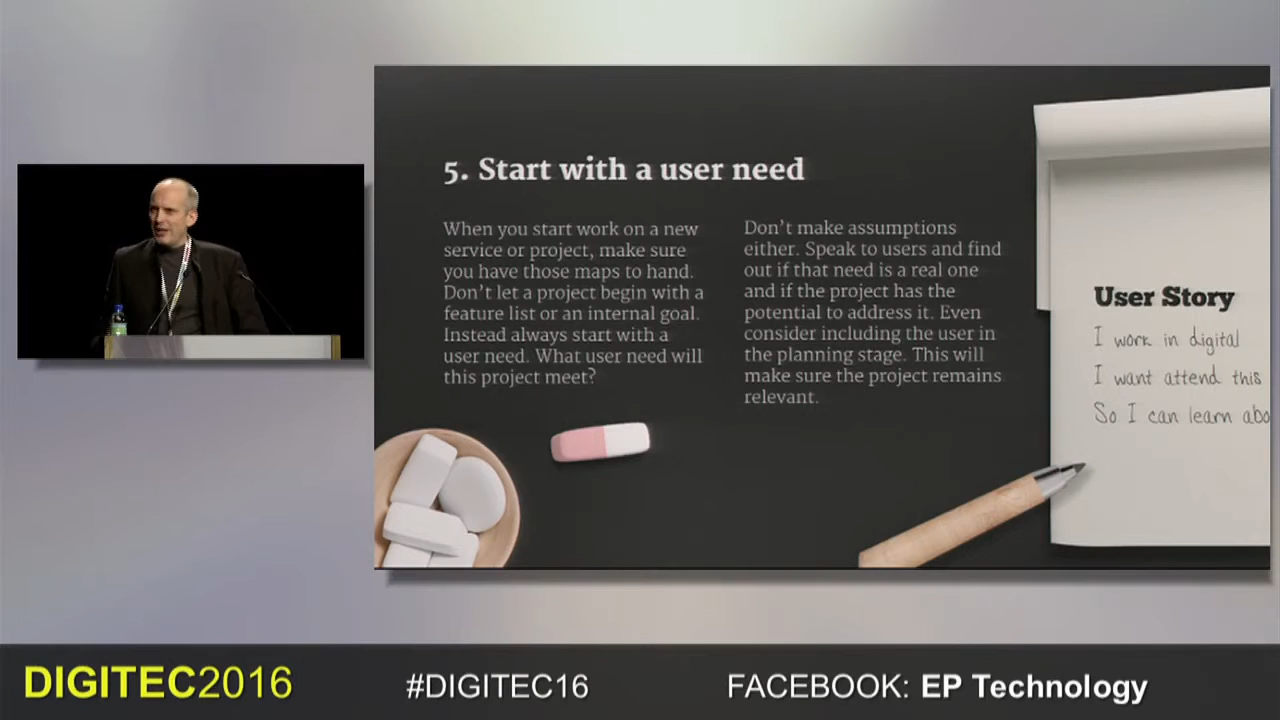 5. Start with a user need
When you start work on a new
service or project, make sure
you have those maps to hand.
Don't let a project begin with a
feature list or an internal goal.
Instead always start with a
user need. What user need will
this project meet?
Don't make assumptions
either. Speak to users and find
out if that need is a real one
and if the project has the
potential to address it. Even
consider including the user in
the planning stage. This will
make sure the project remains
relevant.
User Story
I work in digital
I want attend this
So I can learn abo
DIGITEC2016
#DIGITEC16
FACEBOOK: EP Technology